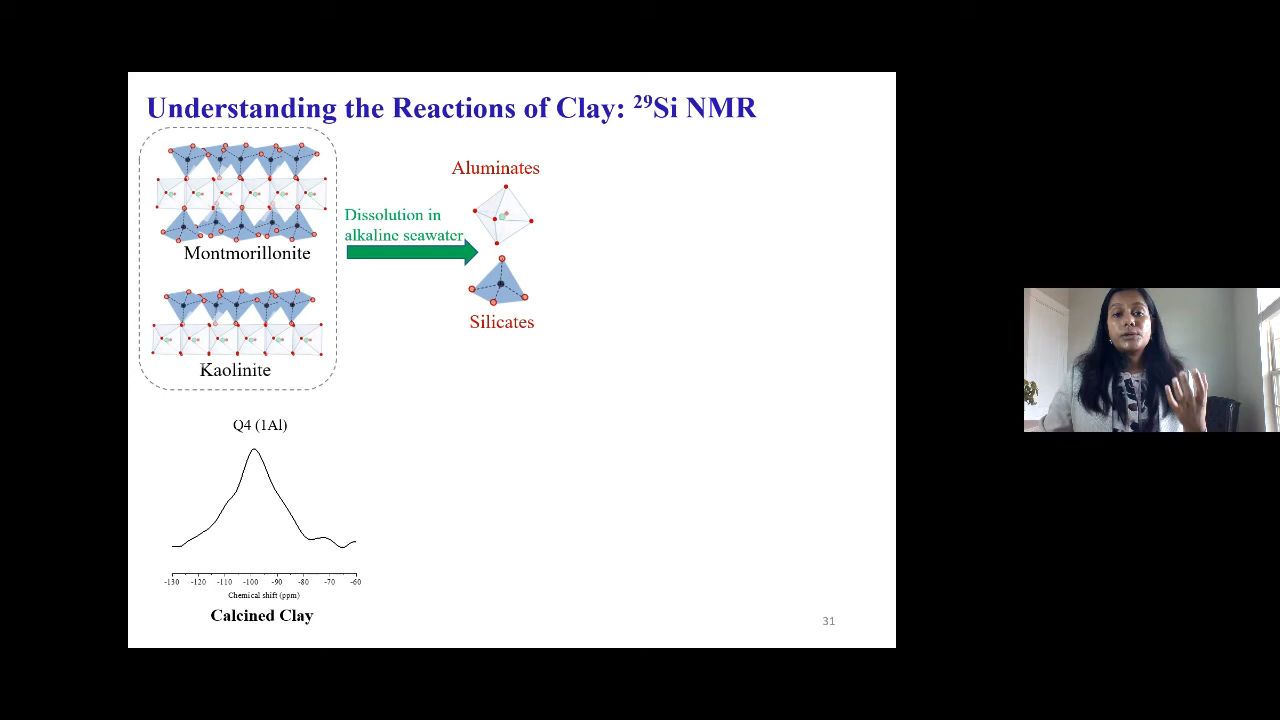 Understanding the Reactions of Clay: ²⁹Si NMR
Montmorillonite
Kaolinite
Dissolution in
alkaline seawater
Aluminates
Silicates
Q4 (1Al)
-130 -120 -110 -100 -90 -80 -70 -60
Chemical shift (ppm)
Calcined Clay
31